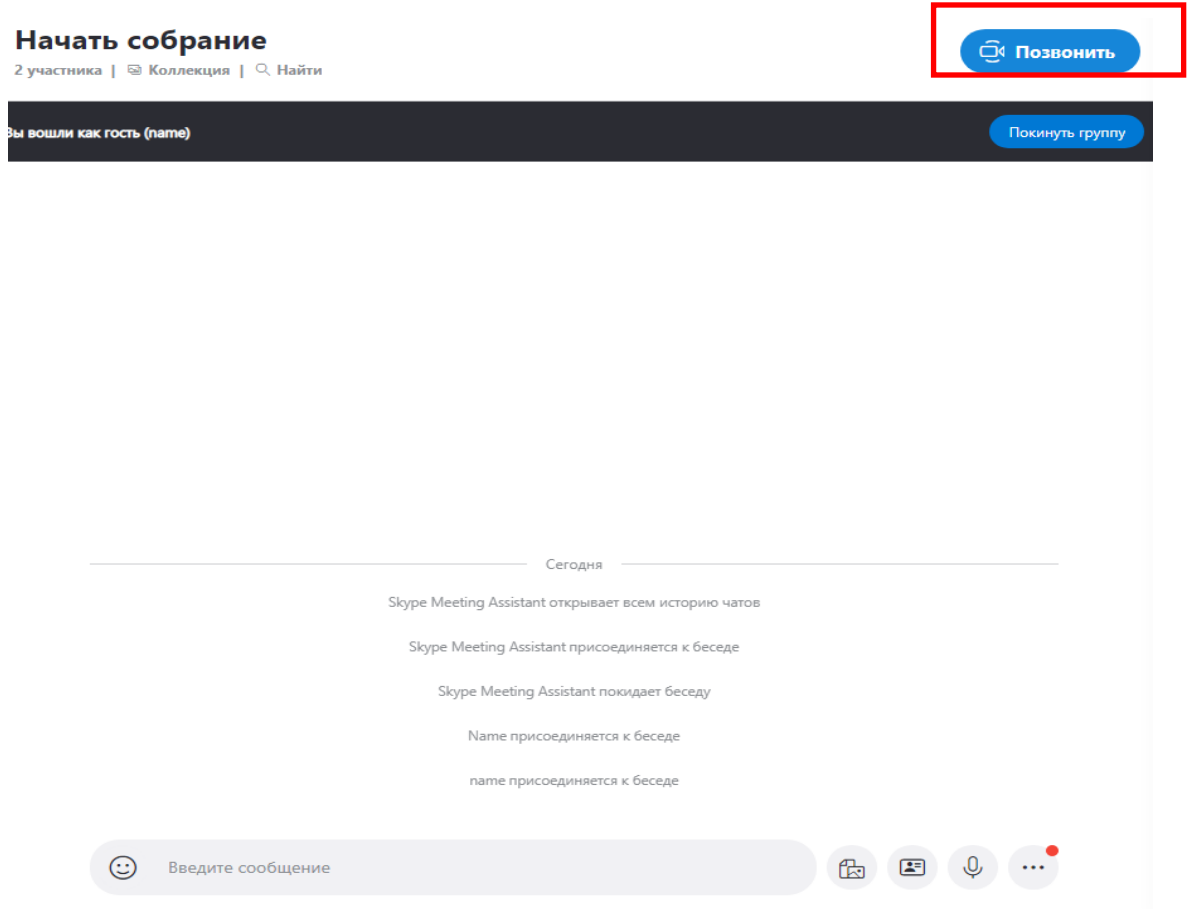 Начать собрание
Позвонить
2 участника | Коллекция | Найти
Вы вошли как гость (name)
Покинуть группу
Сегодня
Skype Meeting Assistant открывает всем историю чатов
Skype Meeting Assistant присоединяется к беседе
Skype Meeting Assistant покидает беседу
Name присоединяется к беседе
name присоединяется к беседе
Введите сообщение